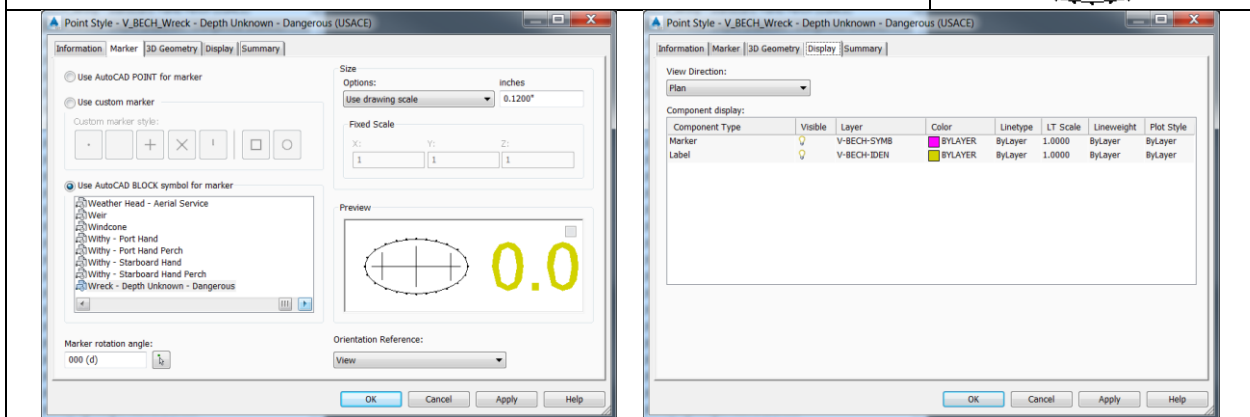 Point Style - V_BECH_Wreck - Depth Unknown - Dangerous (USACE)
Information Marker 3D Geometry Display Summary
Use AutoCAD POINT for marker
Use custom marker
Custom marker style:
Use AutoCAD BLOCK symbol for marker
Weather Head - Aerial Service
Weir
Windcone
Withy - Port Hand
Withy - Port Hand Perch
Withy - Starboard Hand
Withy - Starboard Hand Perch
Wreck - Depth Unknown - Dangerous
Marker rotation angle:
000 (d)
Size
Options: inches
Use drawing scale 0.1200"
Fixed Scale
X: Y: Z:
1 1 1
Preview
0.0
Orientation Reference:
View
OK Cancel Apply Help
Point Style - V_BECH_Wreck - Depth Unknown - Dangerous (USACE)
Information Marker 3D Geometry Display Summary
View Direction:
Plan
Component display:
Component Type Visible Layer Color Linetype LT Scale Lineweight Plot Style
Marker V-BECH-SYMB BYLAYER ByLayer 1.0000 ByLayer ByLayer
Label V-BECH-IDEN BYLAYER ByLayer 1.0000 ByLayer ByLayer
OK Cancel Apply Help